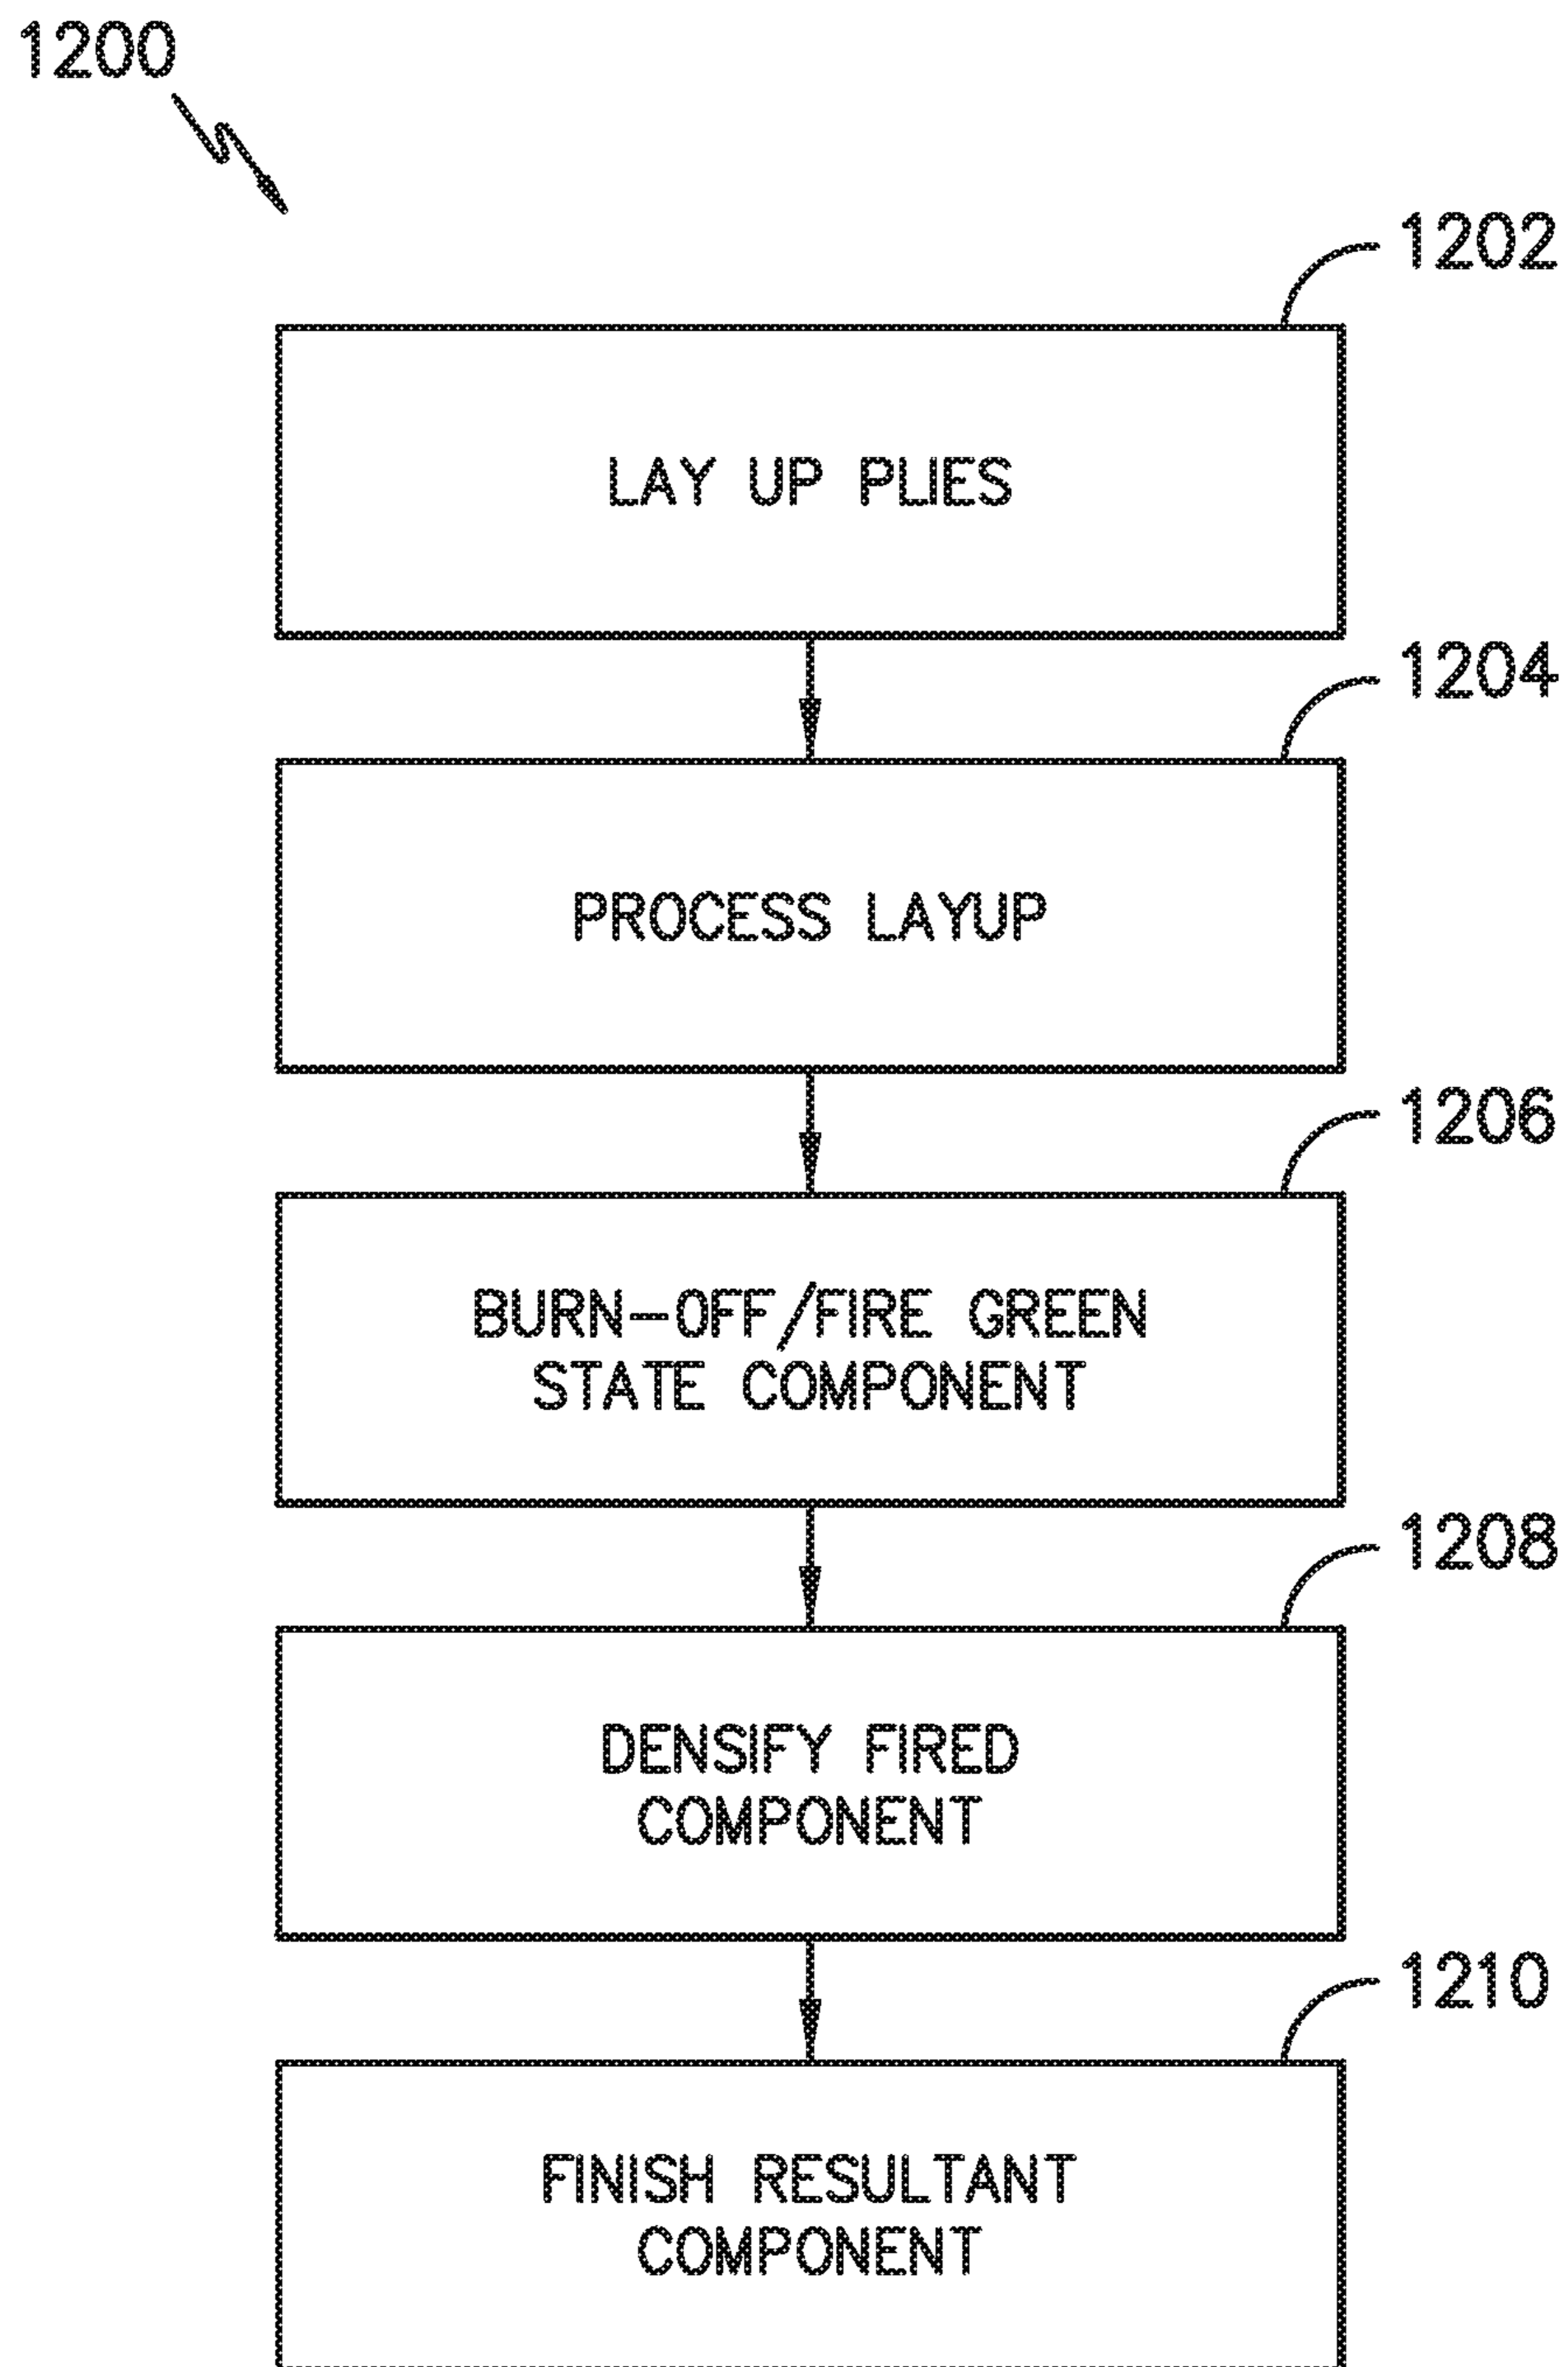 1200
1202
LAY UP PLIES
1204
PROCESS LAYUP
1206
BURN-OFF/FIRE GREEN
STATE COMPONENT
1208
DENSIFY FIRED
COMPONENT
1210
FINISH RESULTANT
COMPONENT